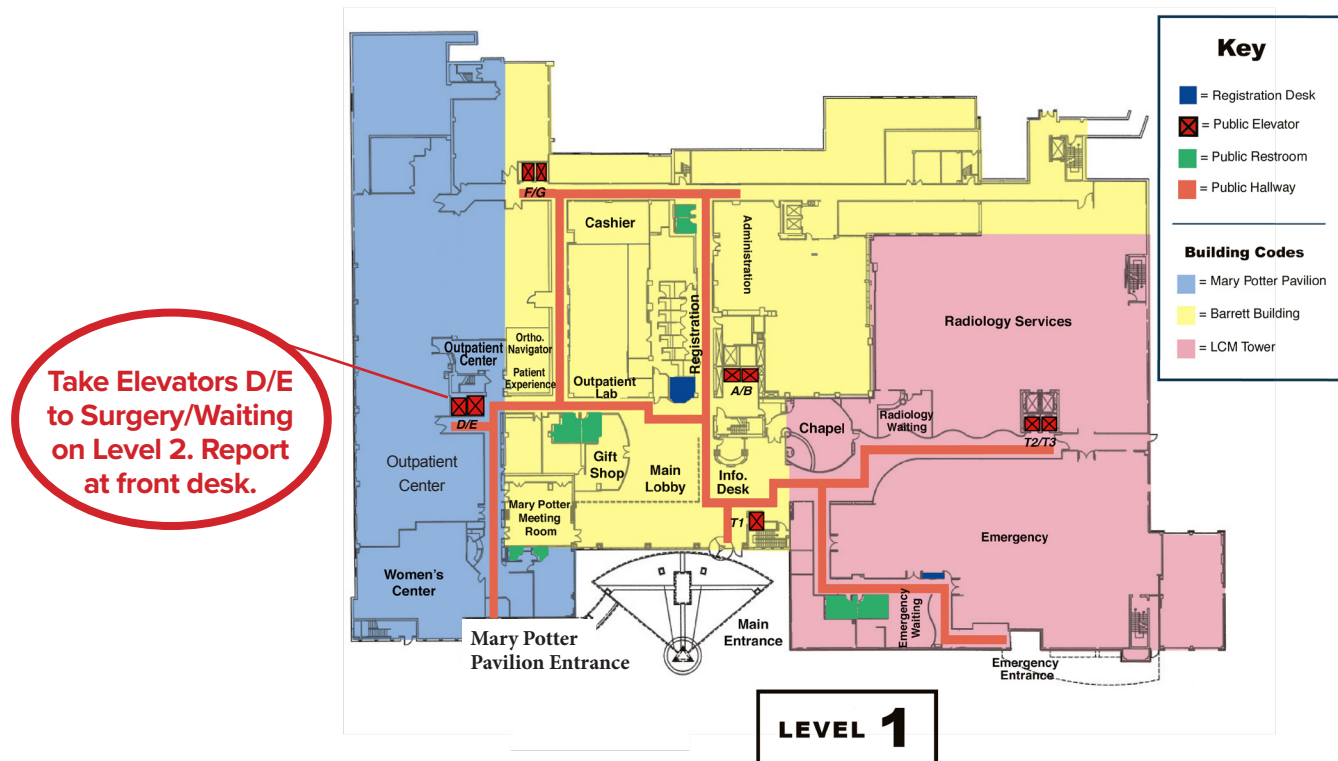 Key
= Registration Desk
= Public Elevator
= Public Restroom
= Public Hallway
Building Codes
= Mary Potter Pavilion
= Barrett Building
= LCM Tower
Take Elevators D/E
to Surgery/Waiting
on Level 2. Report
at front desk.
F/G
Cashier
Administration
Registration
Radiology Services
Outpatient
Center
Ortho.
Navigator
Patient
Experience
Outpatient
Lab
A/B
D/E
Chapel
Radiology
Waiting
T2/T3
Outpatient
Center
Gift
Shop
Main
Lobby
Info.
Desk
Mary Potter
Meeting
Room
T1
Emergency
Women's
Center
Emergency
Waiting
Main
Entrance
Mary Potter
Pavilion Entrance
Emergency
Entrance
LEVEL 1